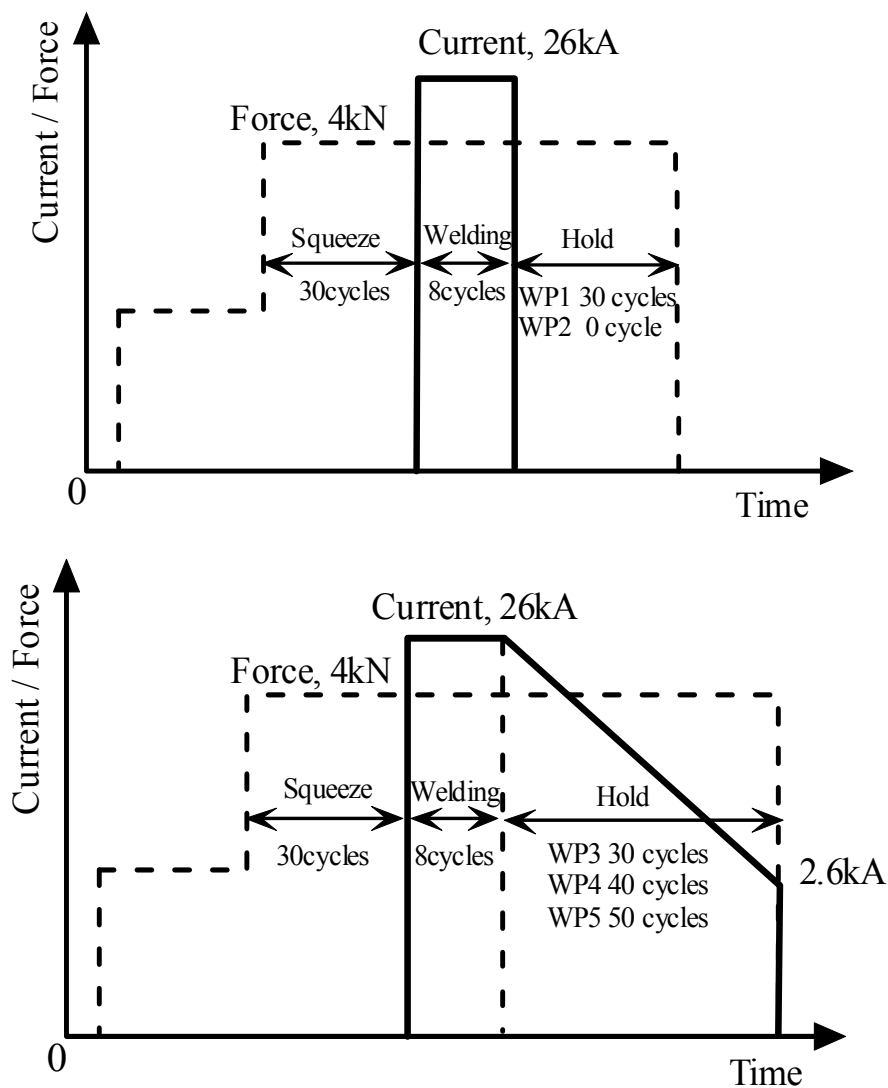 Current, 26kA
Current / Force
Force, 4kN
Squeeze
Welding
Hold
30cycles
8cycles
WP1 30 cycles
WP2 0 cycle
0
Time
Current, 26kA
Current / Force
Force, 4kN
Squeeze
Welding
Hold
30cycles
8cycles
WP3 30 cycles
WP4 40 cycles
WP5 50 cycles
2.6kA
0
Time